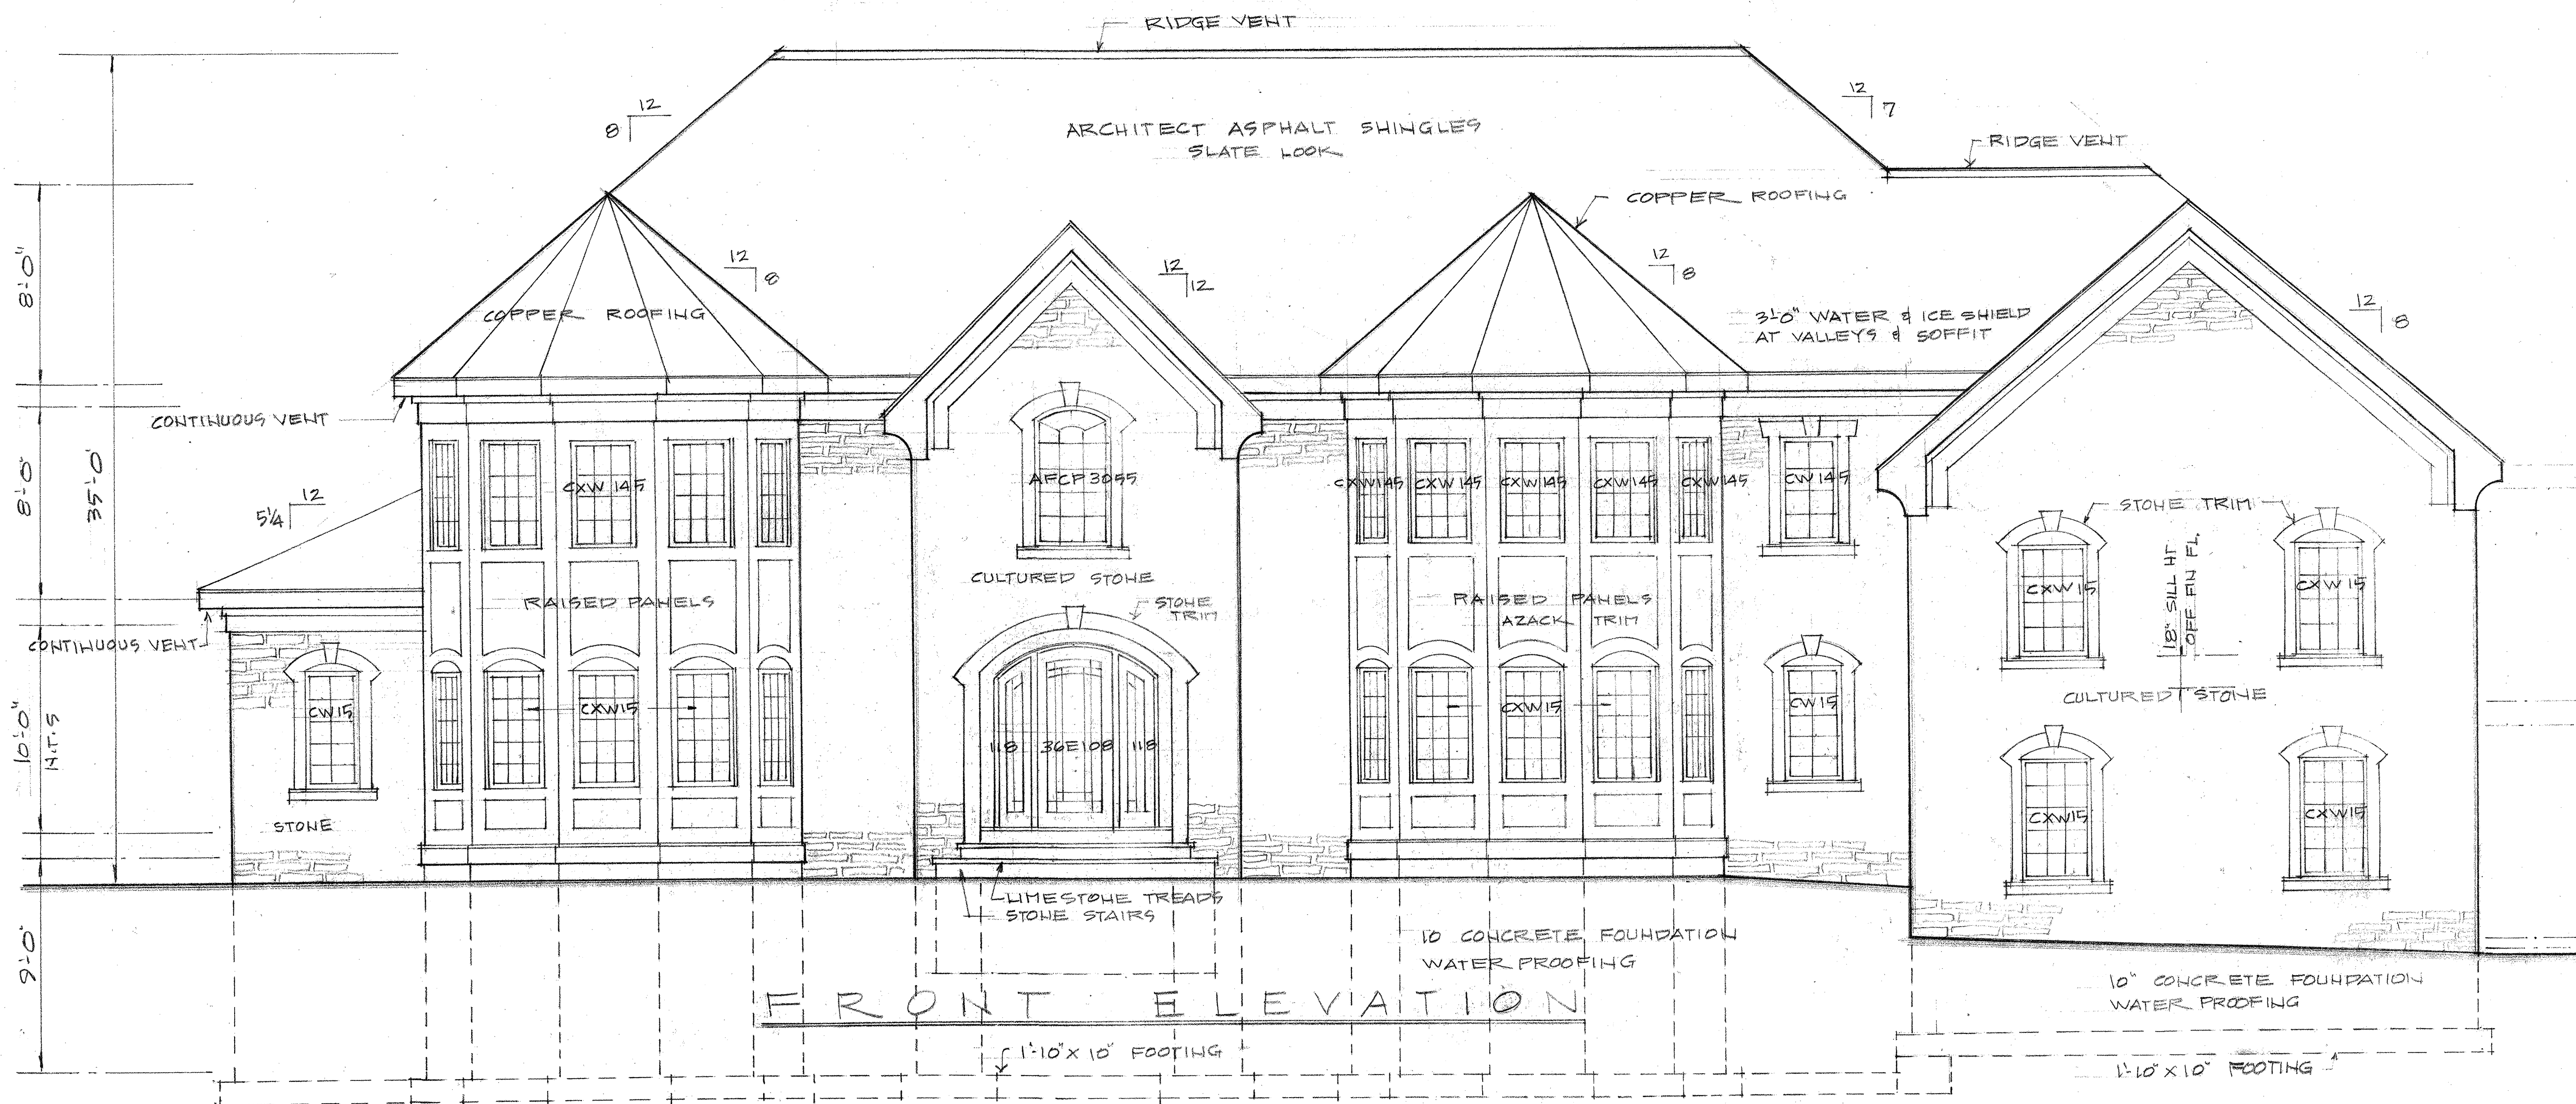 RIDGE VENT
12
8
ARCHITECT ASPHALT SHINGLES
SLATE LOOK
12
7
RIDGE VENT
COPPER ROOFING
8'-0"
12
8
12
12
12
8
COPPER ROOFING
3'-0" WATER & ICE SHIELD
AT VALLEYS & SOFFIT
12
8
CONTINUOUS VENT
8'-0"
35'-0
12
5 1/4
CXW 145
AFCP 3055
CXW145
CXW 145
CXW145
CXW145
CXW145
CW 145
STONE TRIM
18" SILL HT
OFF FIN FL.
CXW15
CXW 15
CULTURED STONE
RAISED PANELS
STONE
TRIM
RAISED PANELS
AZACK TRIM
CONTINUOUS VENT
CULTURED STONE
10'-0"
N.T.S
CW15
CXW15
CXW15
CW15
118
36E108
118
CXW15
CXW15
STONE
LIMESTONE TREADS
STONE STAIRS
9'-0"
10 CONCRETE FOUNDATION
WATER PROOFING
10" CONCRETE FOUNDATION
WATER PROOFING
FRONT ELEVATION
1'-10" X 10" FOOTING
1'-10" X 10" FOOTING